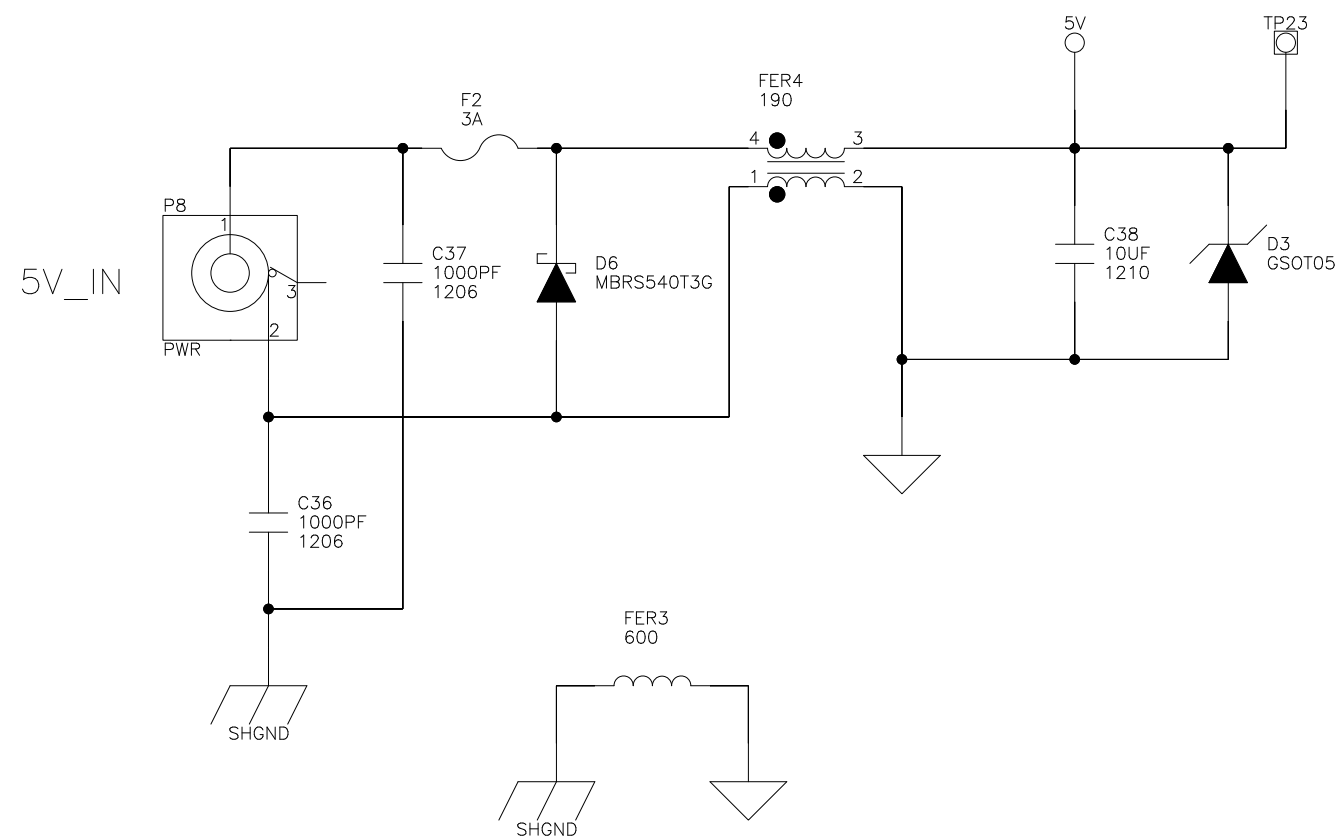 5V
TP23
FER4
190
F2
3A
4
3
1
2
P8
1
5V_IN
3
2
PWR
C37
1000PF
1206
D6
MBRS540T3G
C38
10UF
1210
D3
GSOT05
C36
1000PF
1206
SHGND
FER3
600
SHGND